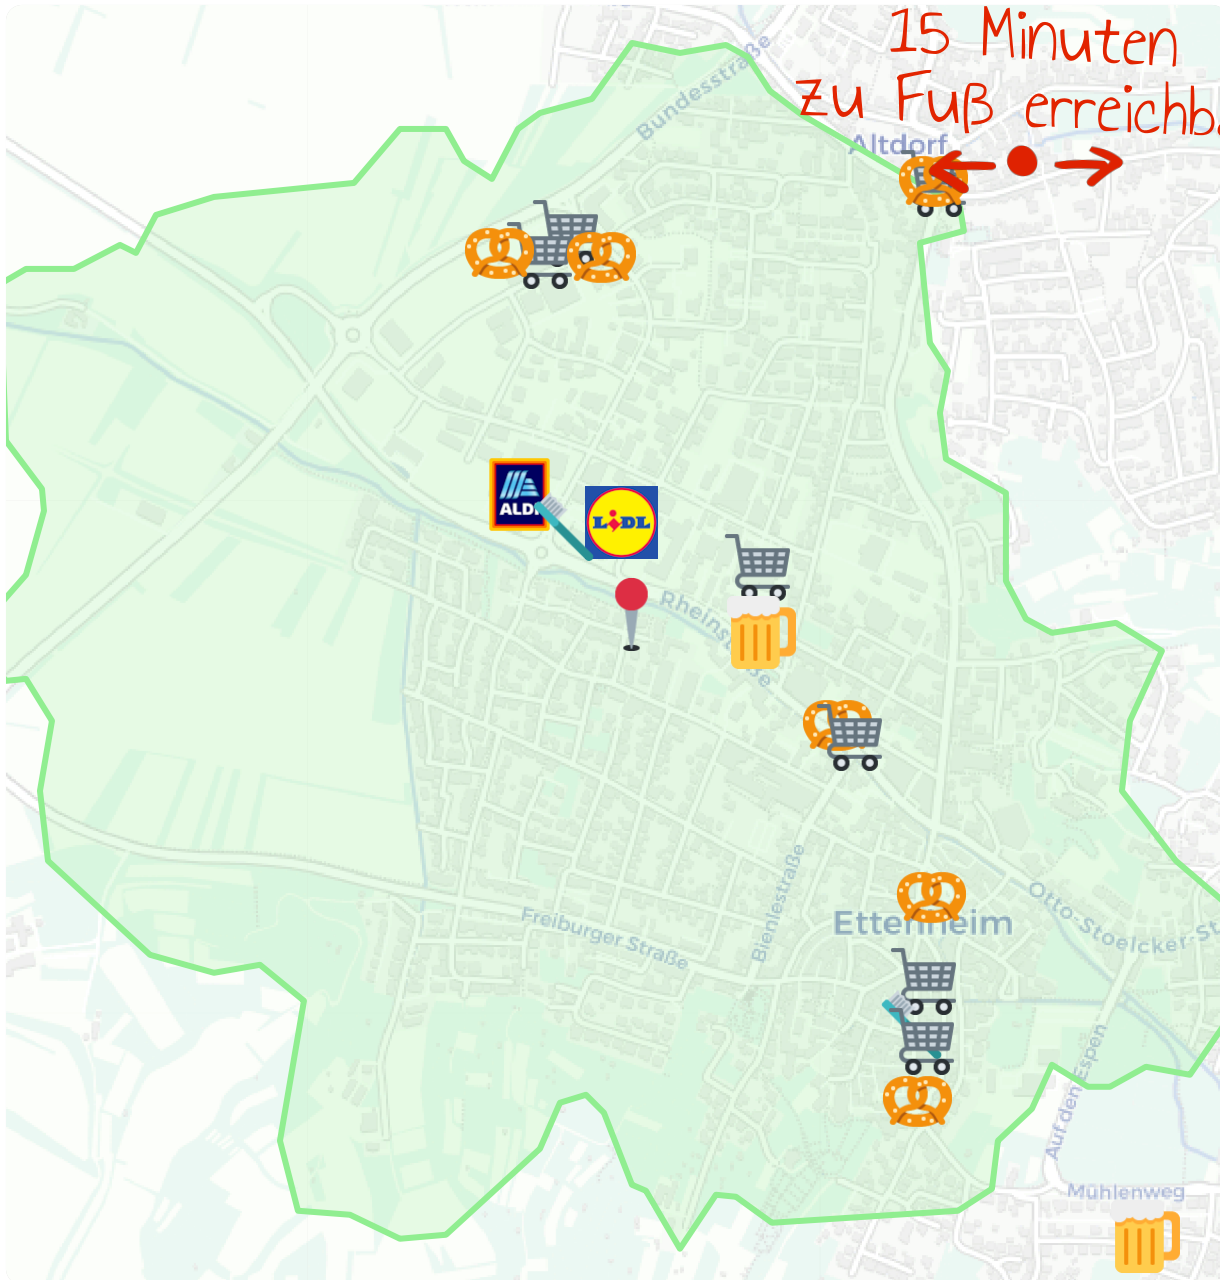 15 Minuten
zu Fuß erreichb.
Bundesstraße
Altdorf
ALDI
LIDL
Rheinstraße
Freiburger Straße
Bienlestraße
Ettenheim
Otto-Stoelcker-St
Auf den Espen
Mühlenweg